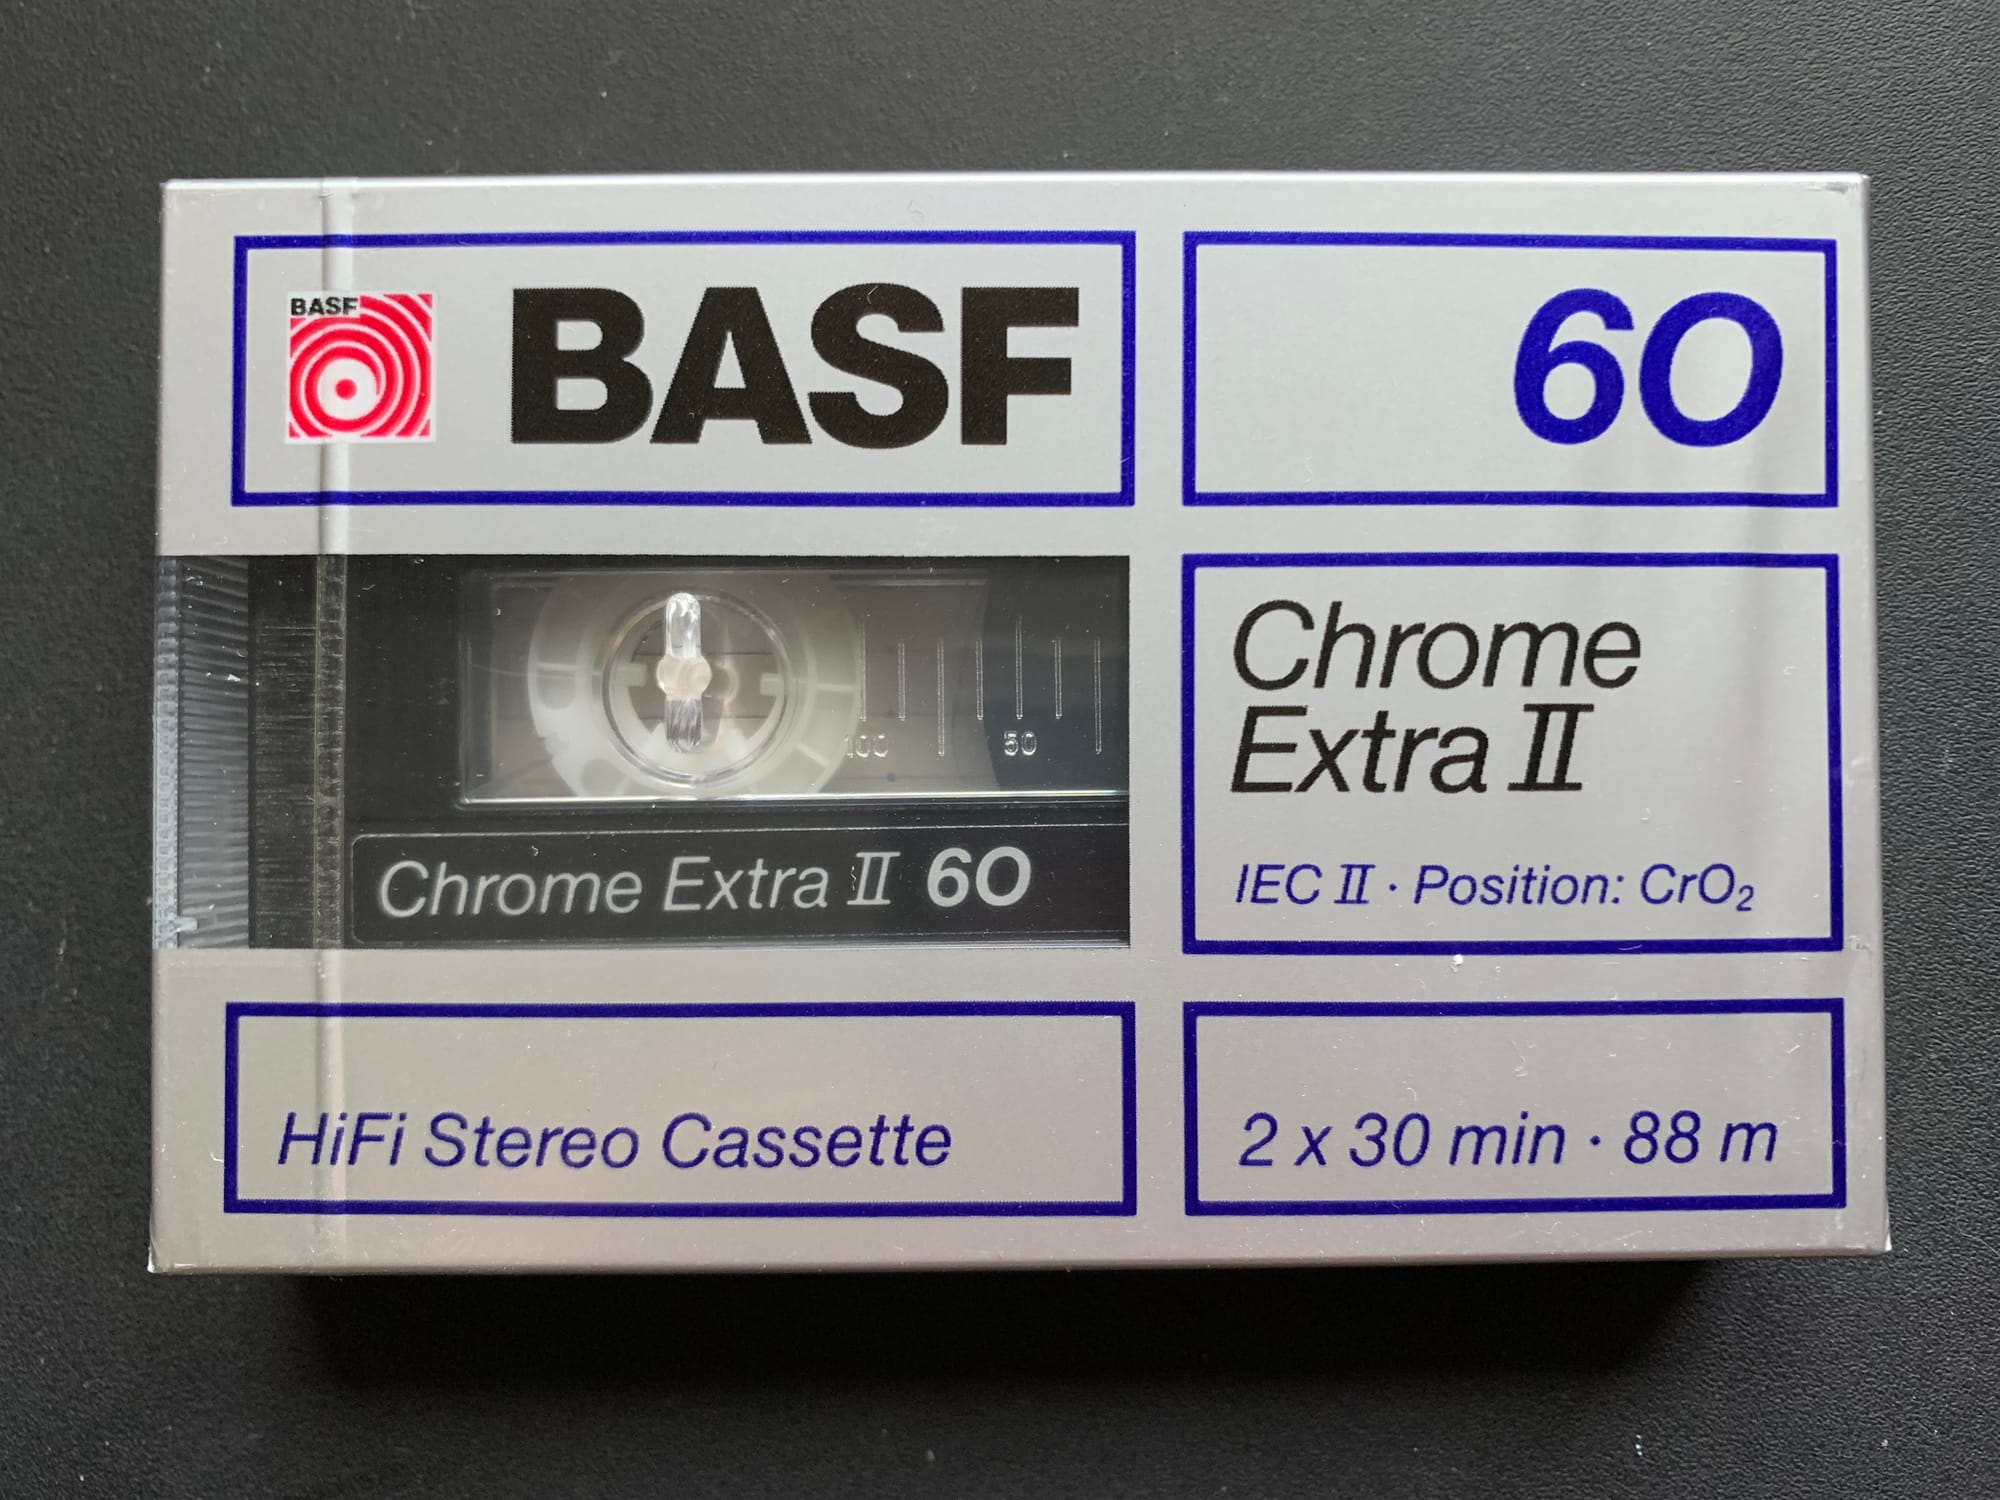 BASF
BASF
60
100 50
Chrome Extra II 60
Chrome
Extra II
IEC II · Position: CrO₂
HiFi Stereo Cassette
2 x 30 min · 88 m